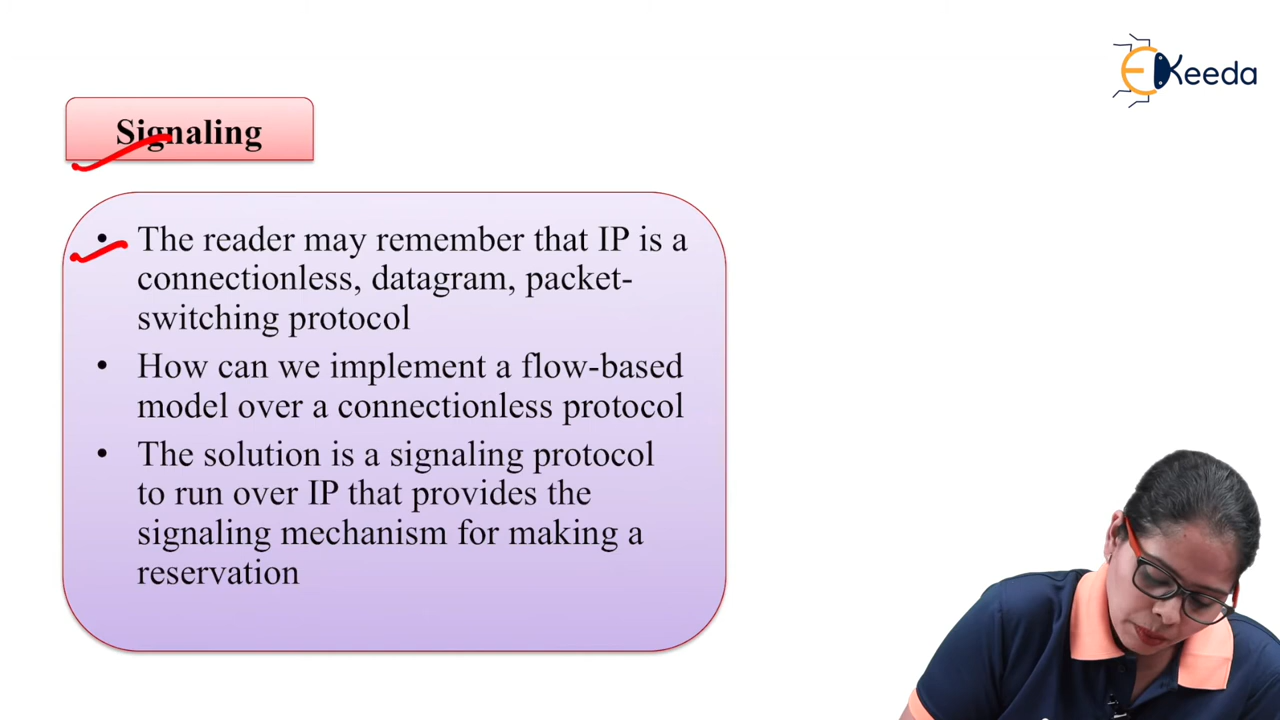 EKeeda
Signaling
• The reader may remember that IP is a
connectionless, datagram, packet-
switching protocol
• How can we implement a flow-based
model over a connectionless protocol
• The solution is a signaling protocol
to run over IP that provides the
signaling mechanism for making a
reservation